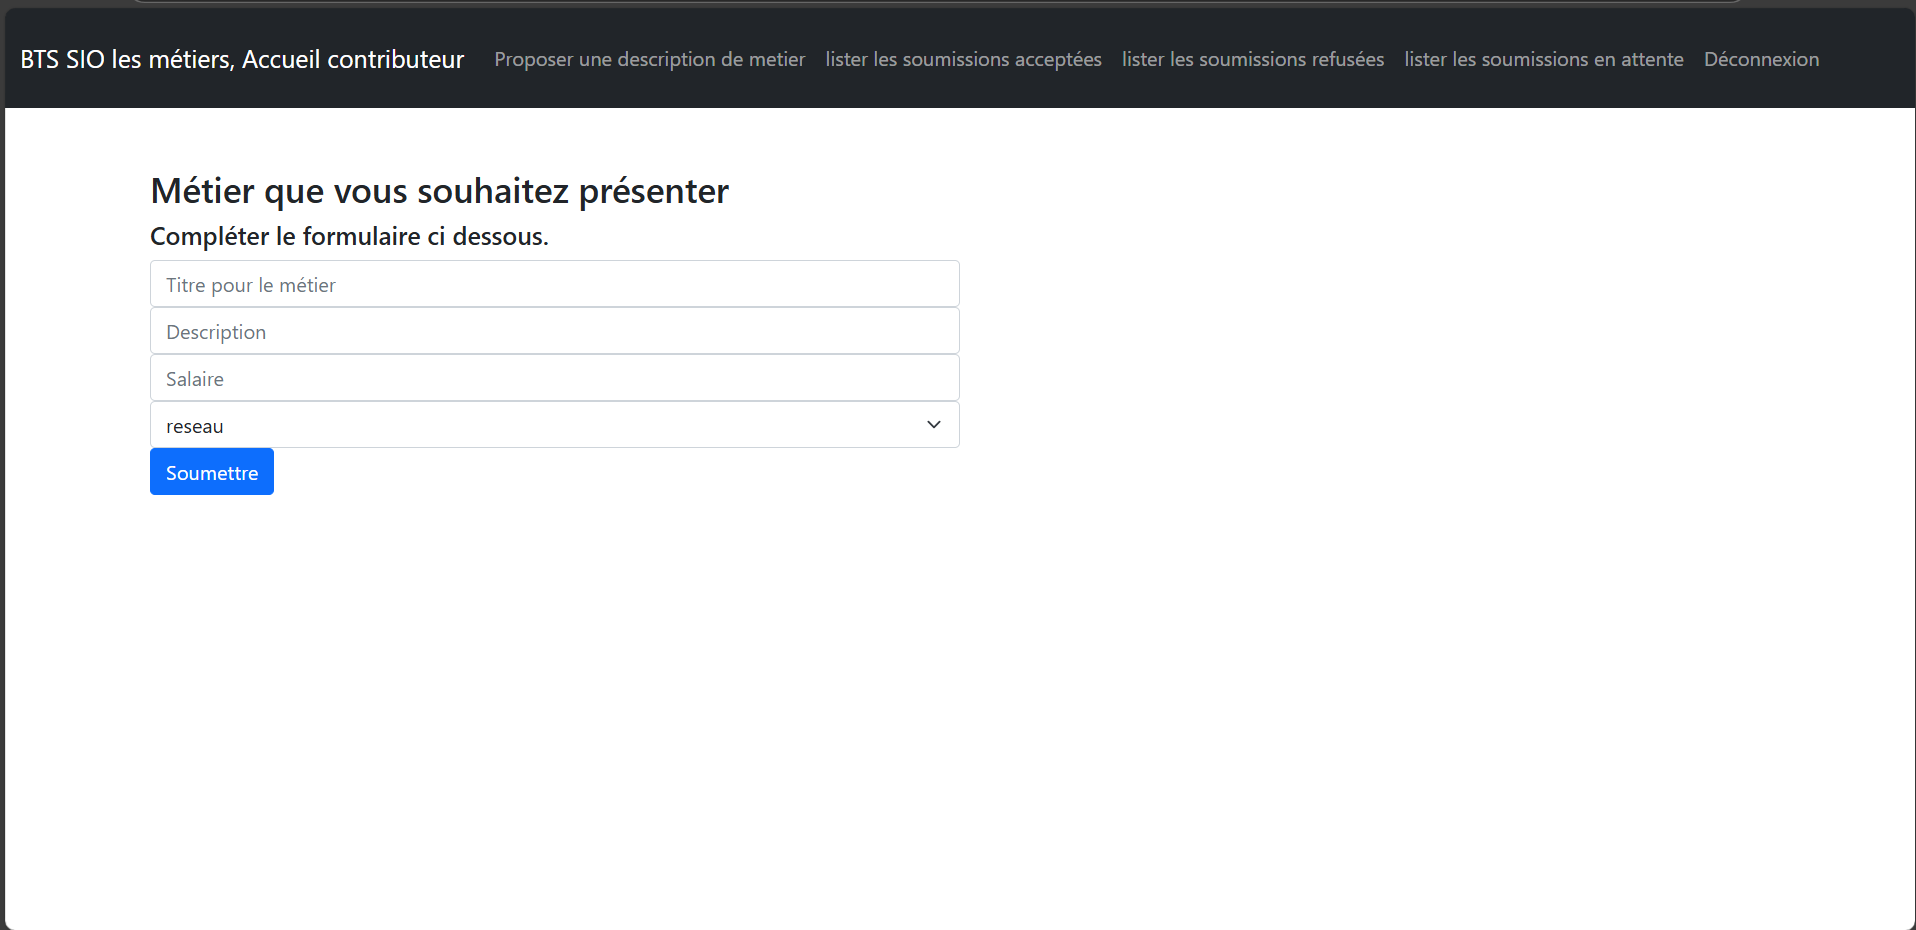 BTS SIO les métiers, Accueil contributeur Proposer une description de metier lister les soumissions acceptées lister les soumissions refusées lister les soumissions en attente Déconnexion
Métier que vous souhaitez présenter
Compléter le formulaire ci dessous.
Titre pour le métier
Description
Salaire
reseau
Soumettre